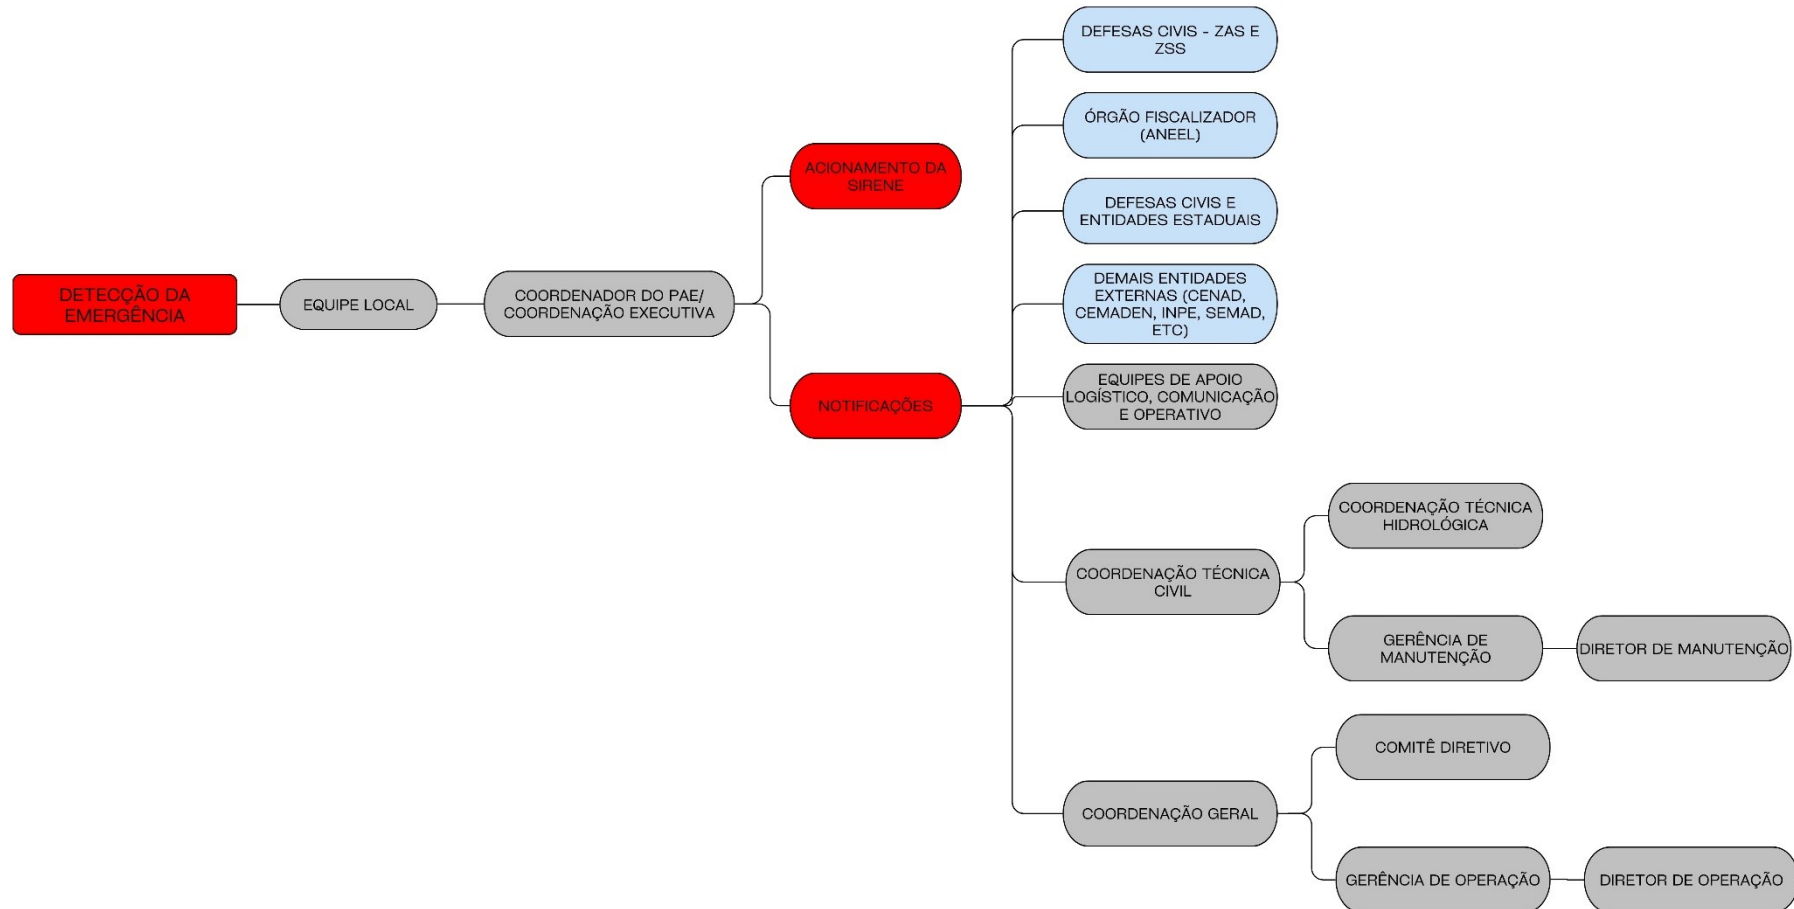 DETECÇÃO DA
EMERGÊNCIA
EQUIPE LOCAL
COORDENADOR DO PAE/
COORDENAÇÃO EXECUTIVA
ACIONAMENTO DA
SIRENE
NOTIFICAÇÕES
DEFESAS CIVIS - ZAS E
ZSS
ÓRGÃO FISCALIZADOR
(ANEEL)
DEFESAS CIVIS E
ENTIDADES ESTADUAIS
DEMAIS ENTIDADES
EXTERNAS (CENAD,
CEMADEN, INPE, SEMAD,
ETC)
EQUIPES DE APOIO
LOGÍSTICO, COMUNICAÇÃO
E OPERATIVO
COORDENAÇÃO TÉCNICA
CIVIL
COORDENAÇÃO TÉCNICA
HIDROLÓGICA
GERÊNCIA DE
MANUTENÇÃO
DIRETOR DE MANUTENÇÃO
COORDENAÇÃO GERAL
COMITÊ DIRETIVO
GERÊNCIA DE OPERAÇÃO
DIRETOR DE OPERAÇÃO